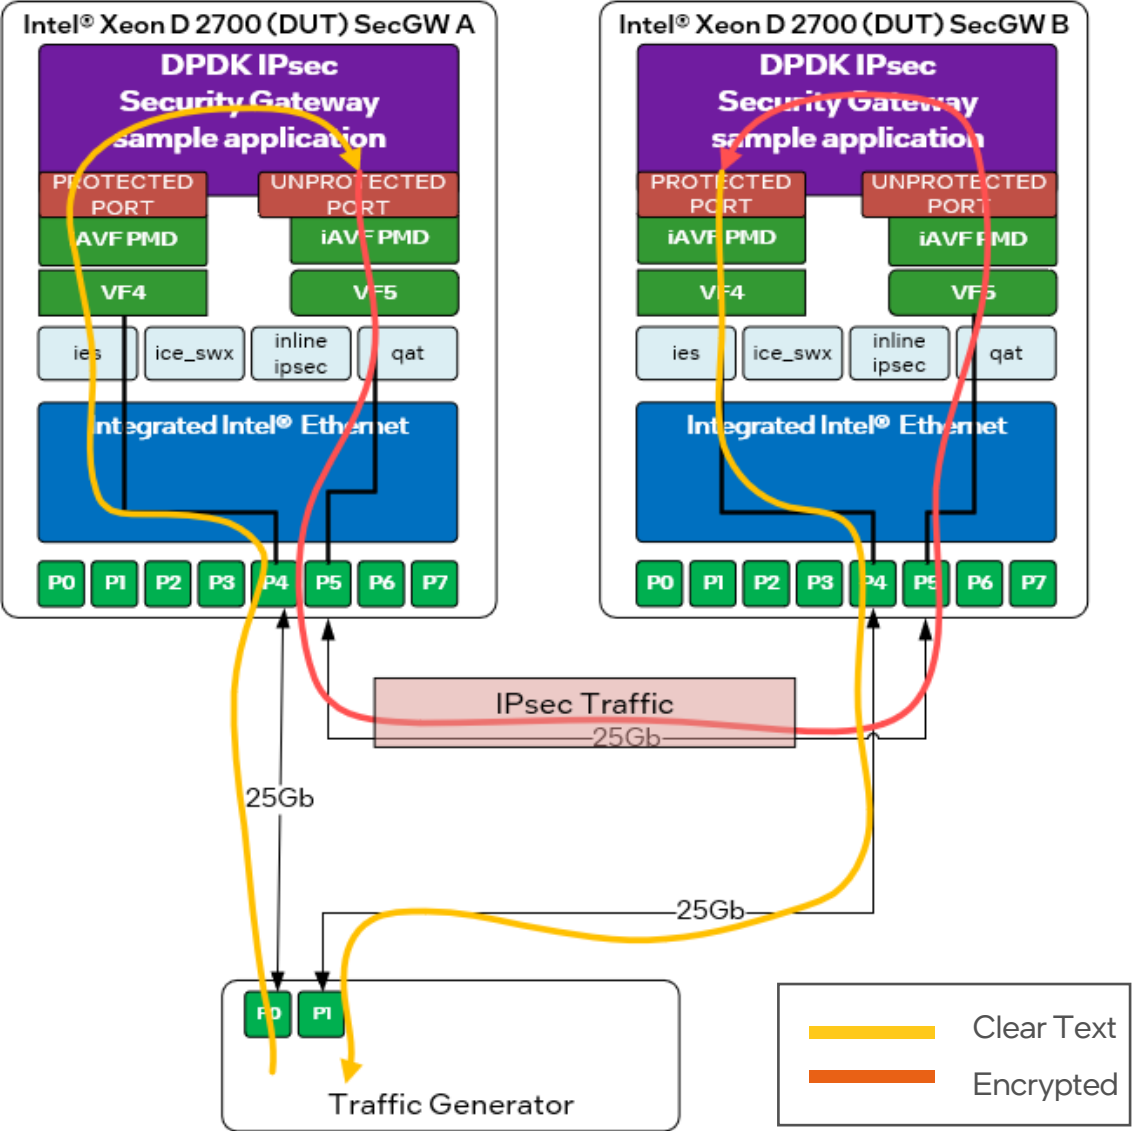 Intel® Xeon D 2700 (DUT) SecGW A
DPDK IPsec
Security Gateway
sample application
PROTECTED
PORT
UNPROTECTED
PORT
iAVF PMD
iAVF PMD
VF4
VF5
ies
ice_swx
inline
ipsec
qat
Integrated Intel® Ethernet
P0
P1
P2
P3
P4
P5
P6
P7
Intel® Xeon D 2700 (DUT) SecGW B
DPDK IPsec
Security Gateway
sample application
PROTECTED
PORT
UNPROTECTED
PORT
iAVF PMD
iAVF PMD
VF4
VF5
ies
ice_swx
inline
ipsec
qat
Integrated Intel® Ethernet
P0
P1
P2
P3
P4
P5
P6
P7
IPsec Traffic
25Gb
25Gb
25Gb
P0
P1
Traffic Generator
Clear Text
Encrypted